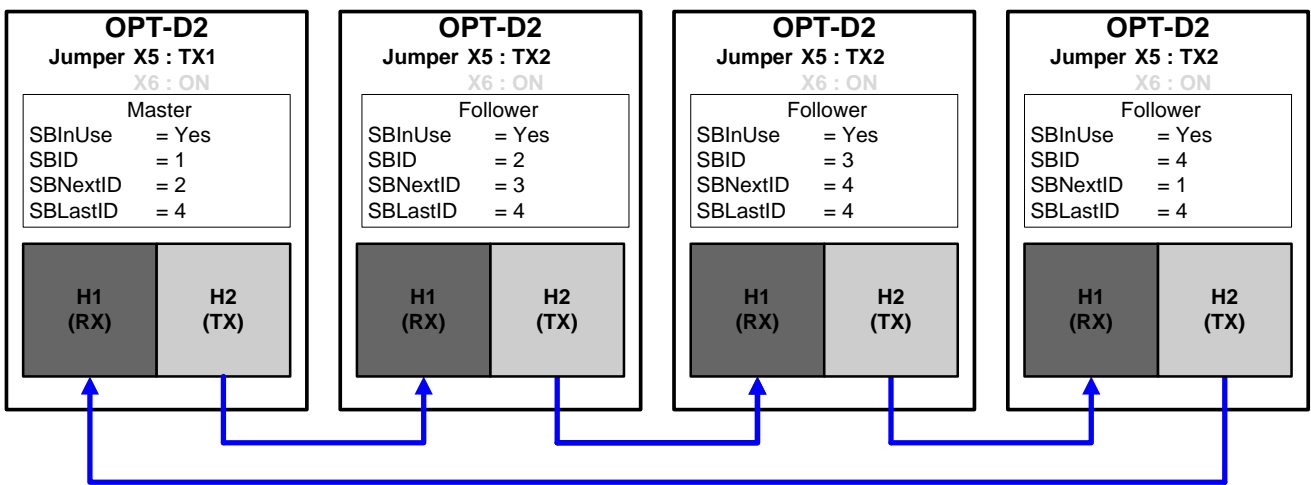 OPT-D2
Jumper X5 : TX1
X6 : ON
Master
SBInUse = Yes
SBID = 1
SBNextID = 2
SBLastID = 4
H1
(RX)
H2
(TX)
OPT-D2
Jumper X5 : TX2
X6 : ON
Follower
SBInUse = Yes
SBID = 2
SBNextID = 3
SBLastID = 4
H1
(RX)
H2
(TX)
OPT-D2
Jumper X5 : TX2
X6 : ON
Follower
SBInUse = Yes
SBID = 3
SBNextID = 4
SBLastID = 4
H1
(RX)
H2
(TX)
OPT-D2
Jumper X5 : TX2
X6 : ON
Follower
SBInUse = Yes
SBID = 4
SBNextID = 1
SBLastID = 4
H1
(RX)
H2
(TX)